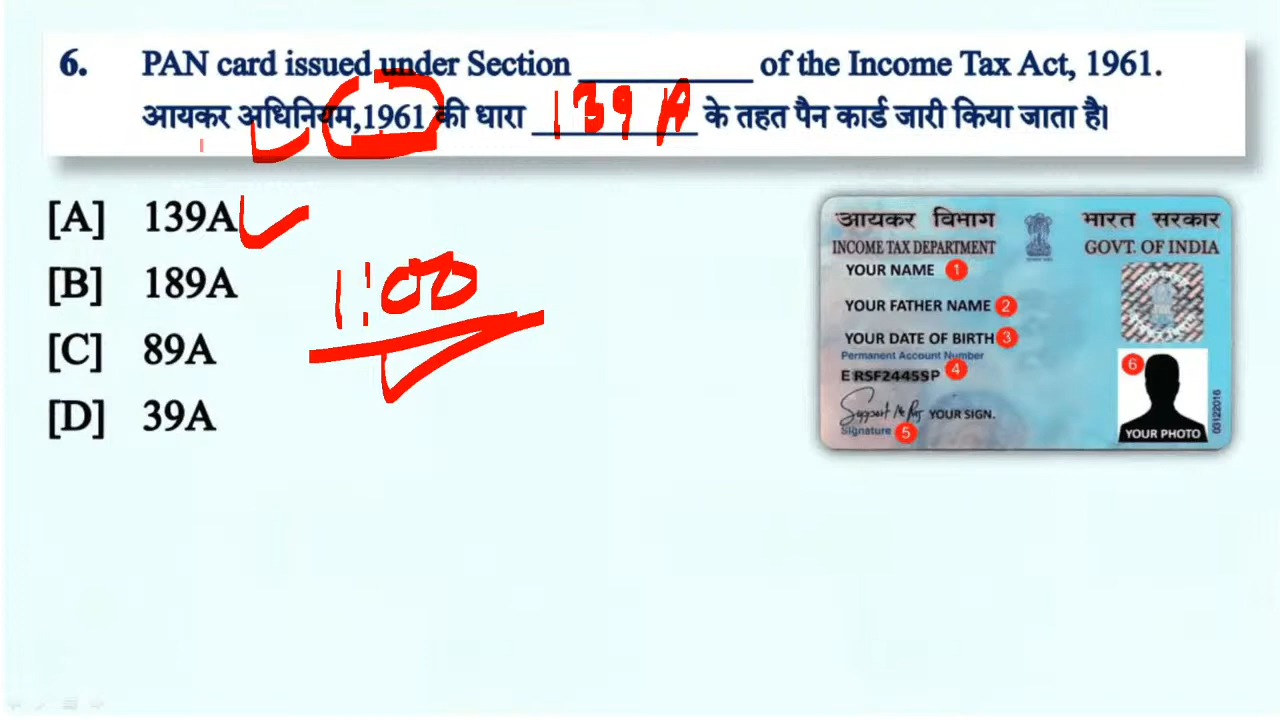 6. PAN card issued under Section __________ of the Income Tax Act, 1961.
आयकर अधिनियम,1961 की धारा 139 A के तहत पैन कार्ड जारी किया जाता है।
[A] 139A
[B] 189A
[C] 89A
[D] 39A
1:00
आयकर विभाग भारत सरकार
INCOME TAX DEPARTMENT GOVT. OF INDIA
YOUR NAME 1
YOUR FATHER NAME 2
YOUR DATE OF BIRTH 3
Permanent Account Number
ERSF2445SP 4
YOUR SIGN.
Signature 5
6
YOUR PHOTO
03122016